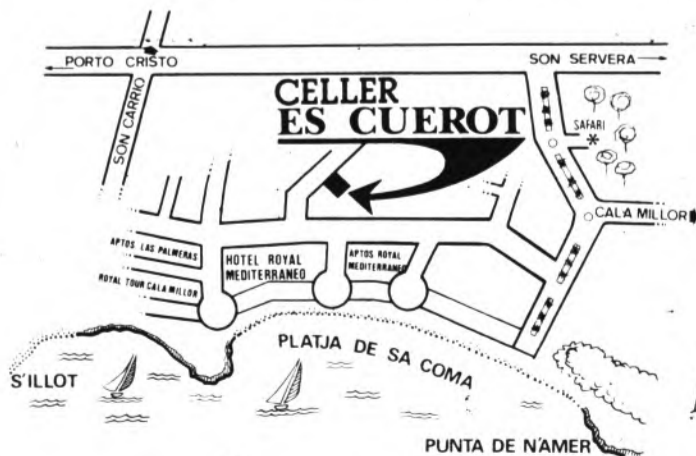 PORTO CRISTO
SON SERVERA
SON CARRIO
CELLER
ES CUEROT
SAFARI
CALA MILLOR
APTOS LAS PALMERAS
HOTEL ROYAL
MEDITERRANEO
APTOS ROYAL
MEDITERRANEO
ROYAL TOUR CALA MILLOR
PLATJA DE SA COMA
S'ILLOT
PUNTA DE N'AMER